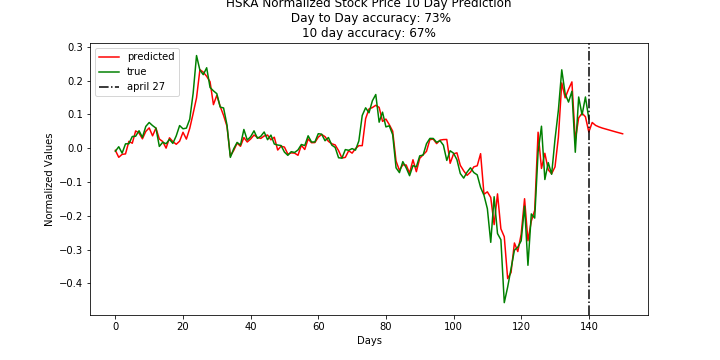 HSKA Normalized Stock Price 10 Day Prediction
Day to Day accuracy: 73%
10 day accuracy: 67%
predicted
true
april 27
Normalized Values
0.3
0.2
0.1
0.0
−0.1
−0.2
−0.3
−0.4
0 20 40 60 80 100 120 140
Days